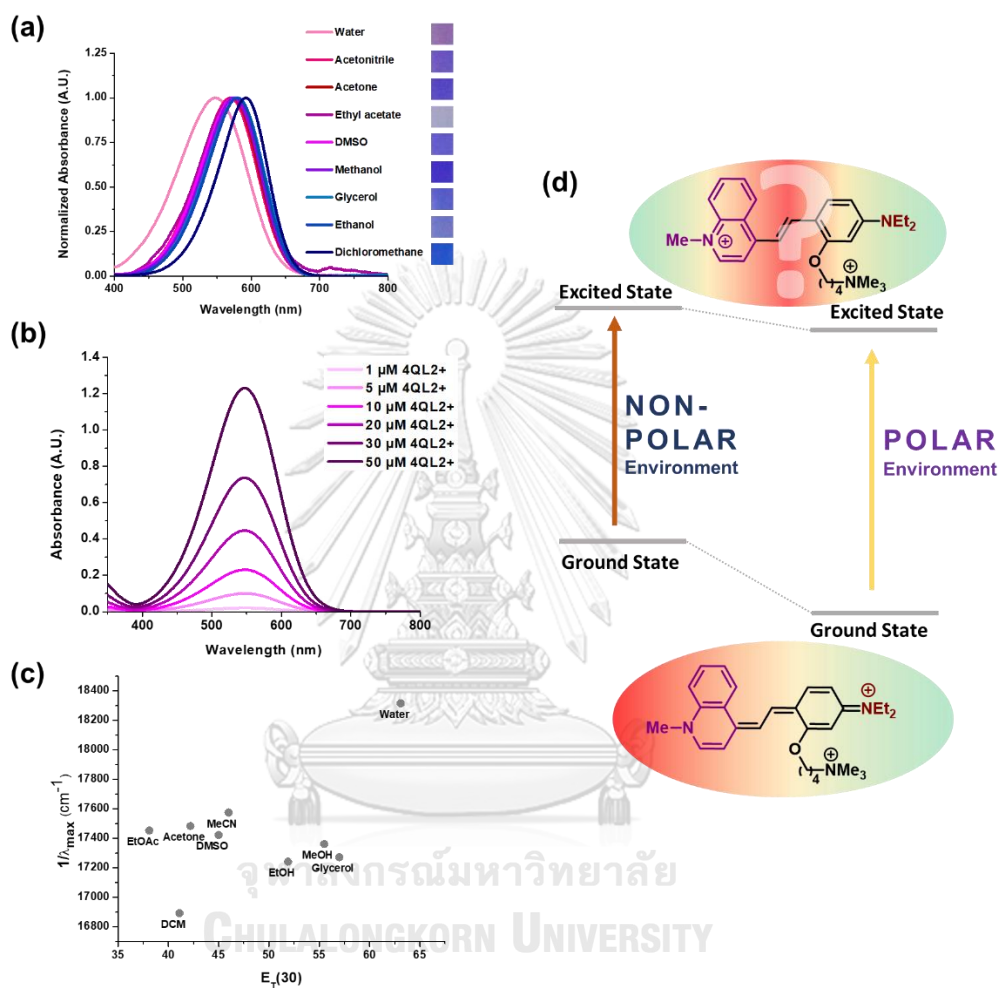 (a)
Normalized Absorbance (A.U.)
1.25
1.00
0.75
0.50
0.25
0.00
400
500
600
700
800
Wavelength (nm)
Water
Acetonitrile
Acetone
Ethyl acetate
DMSO
Methanol
Glycerol
Ethanol
Dichloromethane
(b)
Absorbance (A.U.)
1.4
1.2
1.0
0.8
0.6
0.4
0.2
0.0
400
500
600
700
800
Wavelength (nm)
1 µM 4QL2+
5 µM 4QL2+
10 µM 4QL2+
20 µM 4QL2+
30 µM 4QL2+
50 µM 4QL2+
(c)
1/λmax (cm⁻¹)
18400
18200
18000
17800
17600
17400
17200
17000
16800
35
40
45
50
55
60
65
E_T(30)
Water
MeCN
EtOAc
Acetone
DMSO
MeOH
EtOH
Glycerol
DCM
(d)
?
Me
N
+
NEt₂
O
4
NMe₃
+
Excited State
Excited State
NON-
POLAR
Environment
POLAR
Environment
Ground State
Ground State
Me
N
+
NEt₂
O
4
NMe₃
+
จุฬาลงกรณ์มหาวิทยาลัย
CHULALONGKORN UNIVERSITY